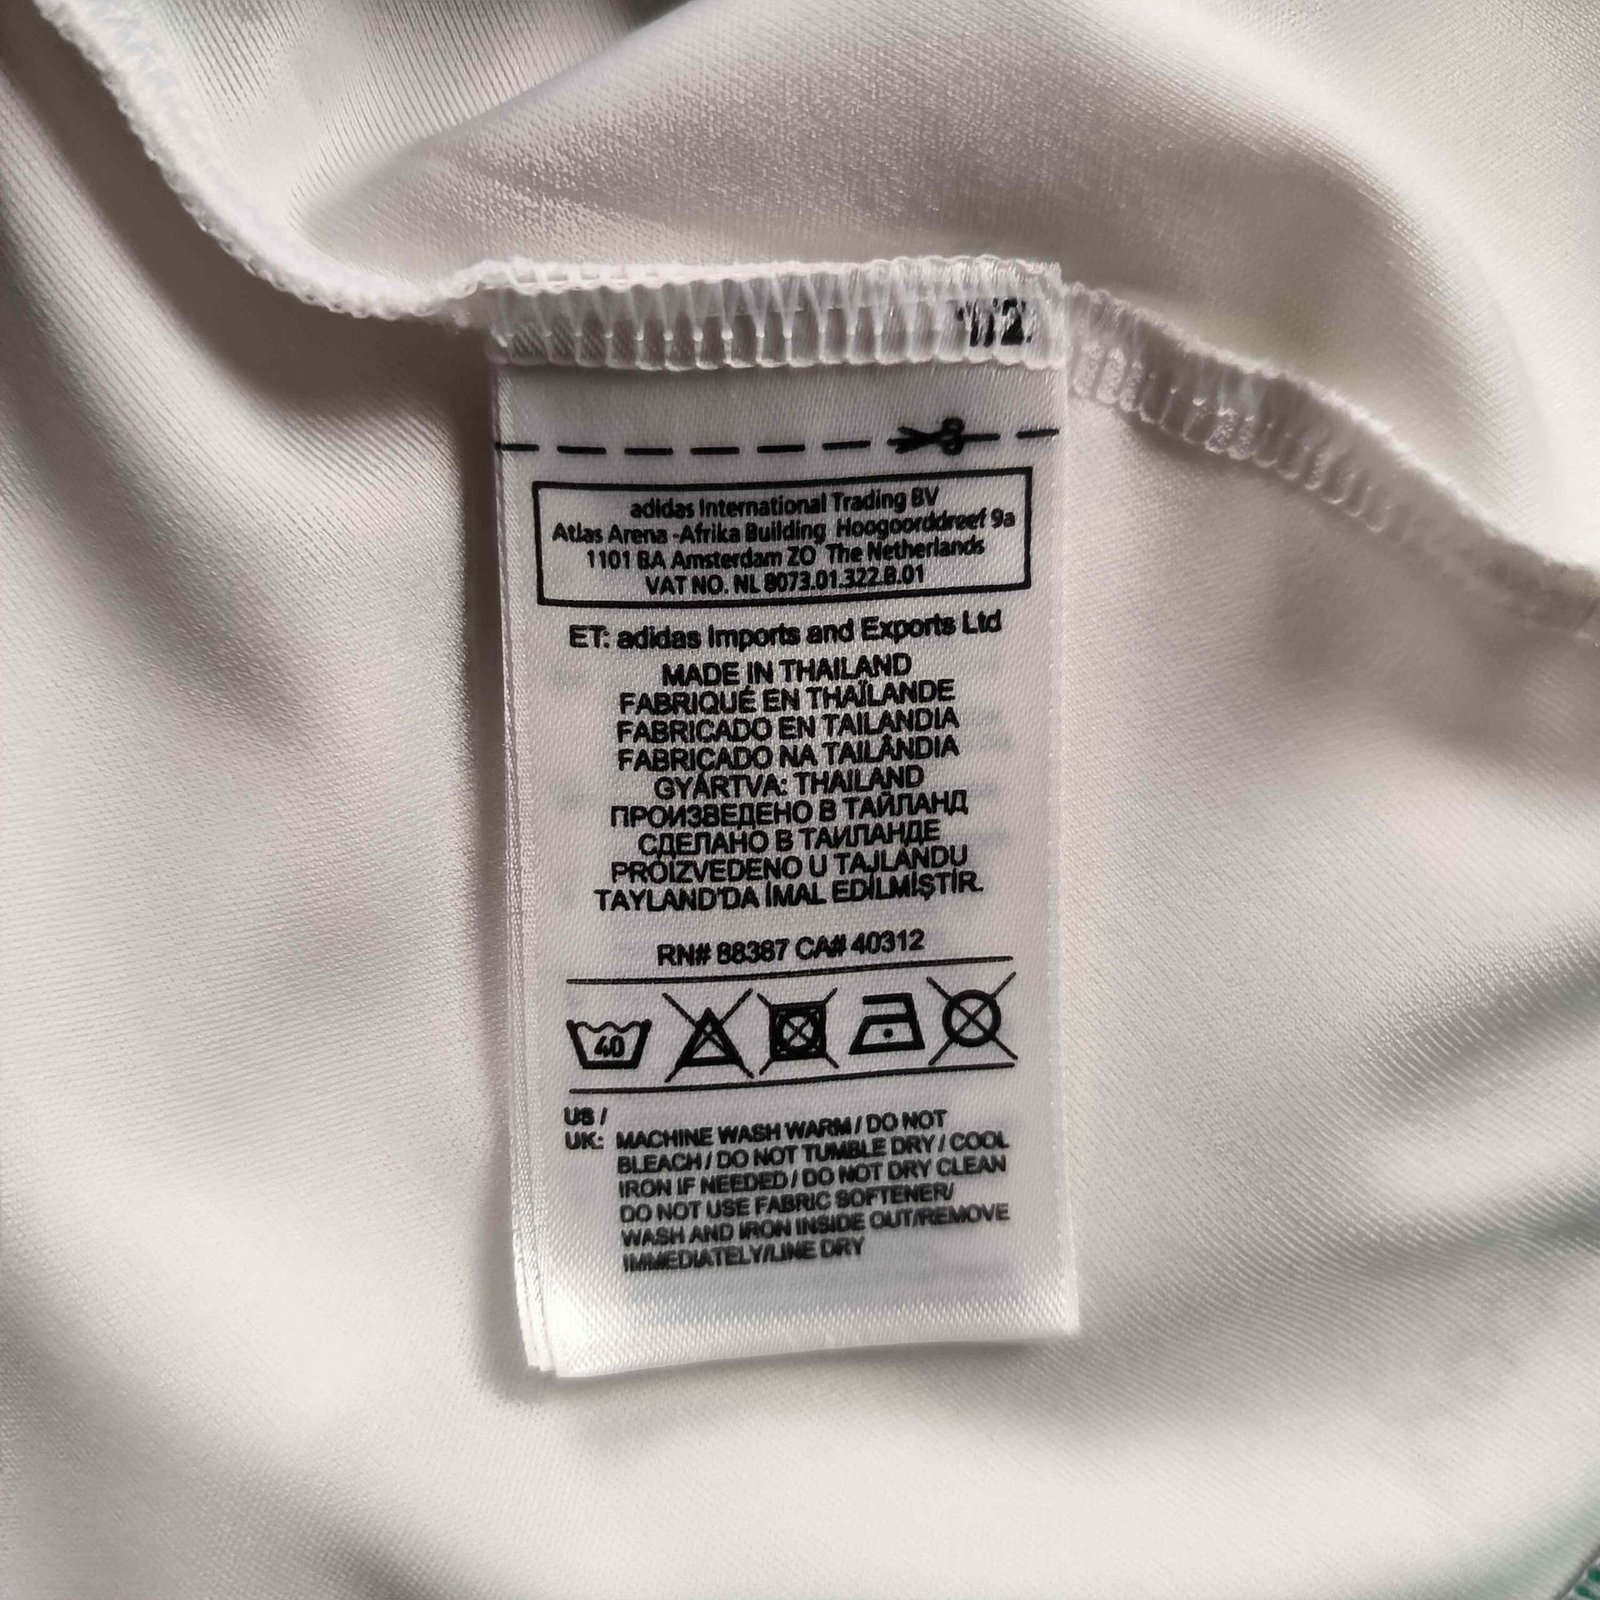 1/2
adidas International Trading BV
Atlas Arena -Afrika Building Hoogoorddreef 9a
1101 BA Amsterdam ZO The Netherlands
VAT NO. NL 8073.01.322.B.01
ET: adidas Imports and Exports Ltd
MADE IN THAILAND
FABRIQUÉ EN THAÏLANDE
FABRICADO EN TAILANDIA
FABRICADO NA TAILÂNDIA
GYÁRTVA: THAILAND
ПРОИЗВЕДЕНО В ТАЙЛАНД
СДЕЛАНО В ТАИЛАНДЕ
PROIZVEDENO U TAJLANDU
TAYLAND'DA İMAL EDİLMİŞTİR.
RN# 88387 CA# 40312
40
US /
UK: MACHINE WASH WARM / DO NOT
BLEACH / DO NOT TUMBLE DRY / COOL
IRON IF NEEDED / DO NOT DRY CLEAN
DO NOT USE FABRIC SOFTENER/
WASH AND IRON INSIDE OUT/REMOVE
IMMEDIATELY/LINE DRY